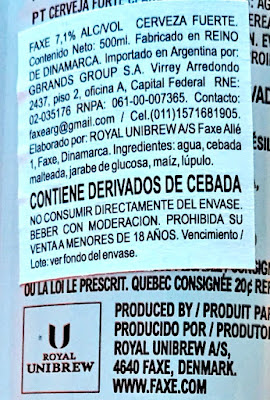 PT CERVEJA FORTE
FAXE 7,1% ALC/VOL CERVEZA FUERTE.
Contenido Neto: 500ml. Fabricado en REINO
DE DINAMARCA. Importado en Argentina por:
GBRANDS GROUP S.A. Virrey Arredondo
2437, piso 2, oficina A, Capital Federal RNE:
02-035176 RNPA: 061-00-007365. Contacto:
faxearg@gmail.com / Cel.(011)1571681905.
Elaborado por: ROYAL UNIBREW A/S Faxe Allé
1, Faxe, Dinamarca. Ingredientes: agua, cebada
malteada, jarabe de glucosa, maíz, lúpulo.
CONTIENE DERIVADOS DE CEBADA
NO CONSUMIR DIRECTAMENTE DEL ENVASE.
BEBER CON MODERACION. PROHIBIDA SU
VENTA A MENORES DE 18 AÑOS. Vencimiento /
Lote: ver fondo del envase.
OU LA LOI LE PRESCRIT. QUEBEC CONSIGNÉE 20¢
ROYAL
UNIBREW
PRODUCED BY / PRODUIT PAR
PRODUCIDO POR /
ROYAL UNIBREW A/S,
4640 FAXE, DENMARK.
WWW.FAXE.COM